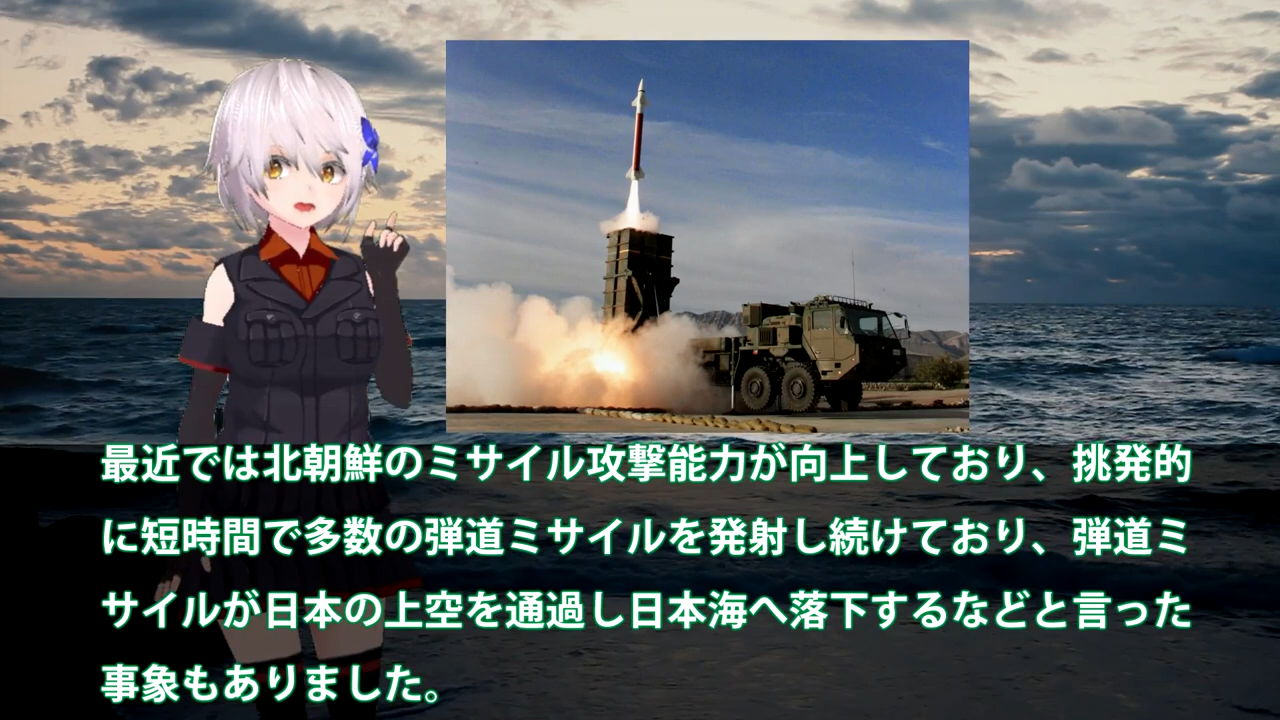 最近では北朝鮮のミサイル攻撃能力が向上しており、挑発的
に短時間で多数の弾道ミサイルを発射し続けており、弾道ミ
サイルが日本の上空を通過し日本海へ落下するなどと言った
事象もありました。